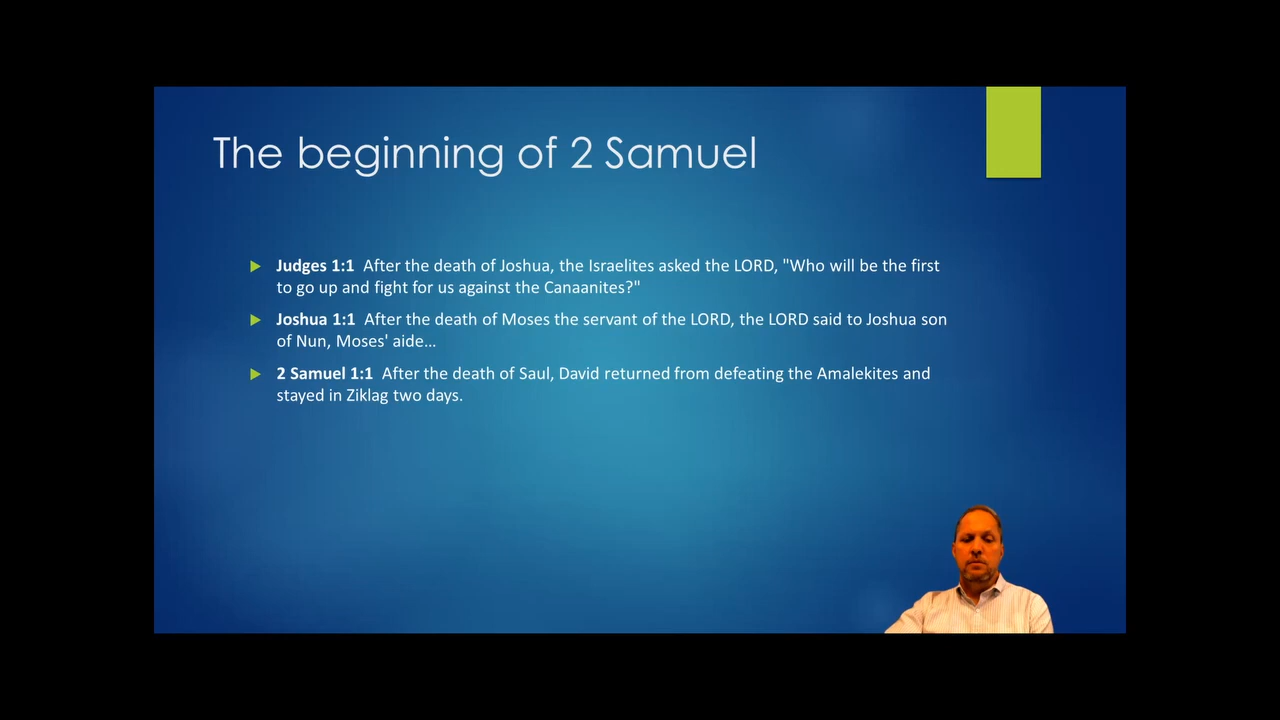 The beginning of 2 Samuel
Judges 1:1 After the death of Joshua, the Israelites asked the LORD, "Who will be the first
to go up and fight for us against the Canaanites?"
Joshua 1:1 After the death of Moses the servant of the LORD, the LORD said to Joshua son
of Nun, Moses' aide...
2 Samuel 1:1 After the death of Saul, David returned from defeating the Amalekites and
stayed in Ziklag two days.